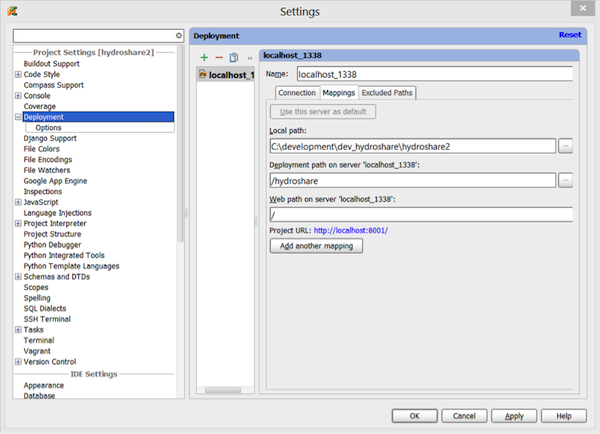 Settings
Project Settings [hydroshare2]
Buildout Support
Code Style
Compass Support
Console
Coverage
Deployment
Options
Django Support
File Colors
File Encodings
File Watchers
Google App Engine
Inspections
JavaScript
Language Injections
Project Interpreter
Project Structure
Python Debugger
Python Integrated Tools
Python Template Languages
Schemas and DTDs
Scopes
Spelling
SQL Dialects
SSH Terminal
Tasks
Terminal
Vagrant
Version Control
IDE Settings
Appearance
Database
Deployment
Reset
localhost_1
localhost_1338
Name: localhost_1338
Connection Mappings Excluded Paths
Use this server as default
Local path:
C:\development\dev_hydroshare\hydroshare2
Deployment path on server 'localhost_1338':
/hydroshare
Web path on server 'localhost_1338':
/
Project URL: http://localhost:8001/
Add another mapping
OK Cancel Apply Help